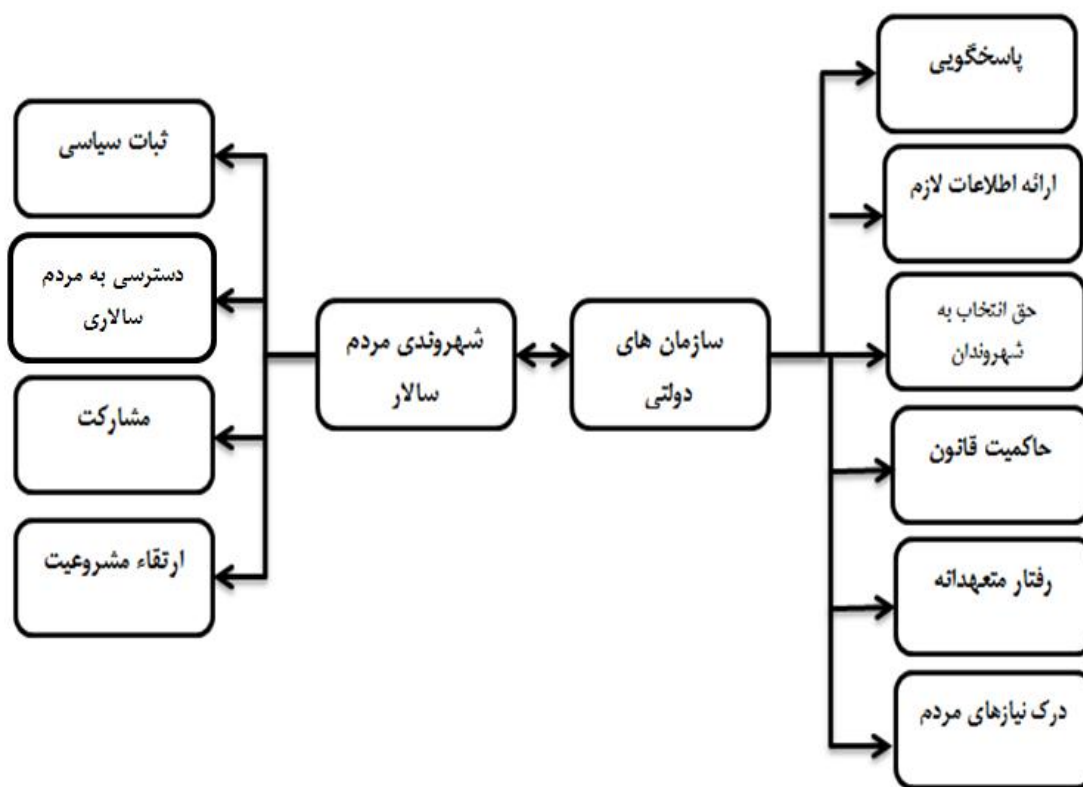 پاسخگویی
ارائه اطلاعات لازم
حق انتخاب به
شهروندان
حاکمیت قانون
رفتار متعهدانه
درک نیازهای مردم
سازمان های
دولتی
شهروندی مردم
سالار
ثبات سیاسی
دسترسی به مردم
سالاری
مشارکت
ارتقاء مشروعیت